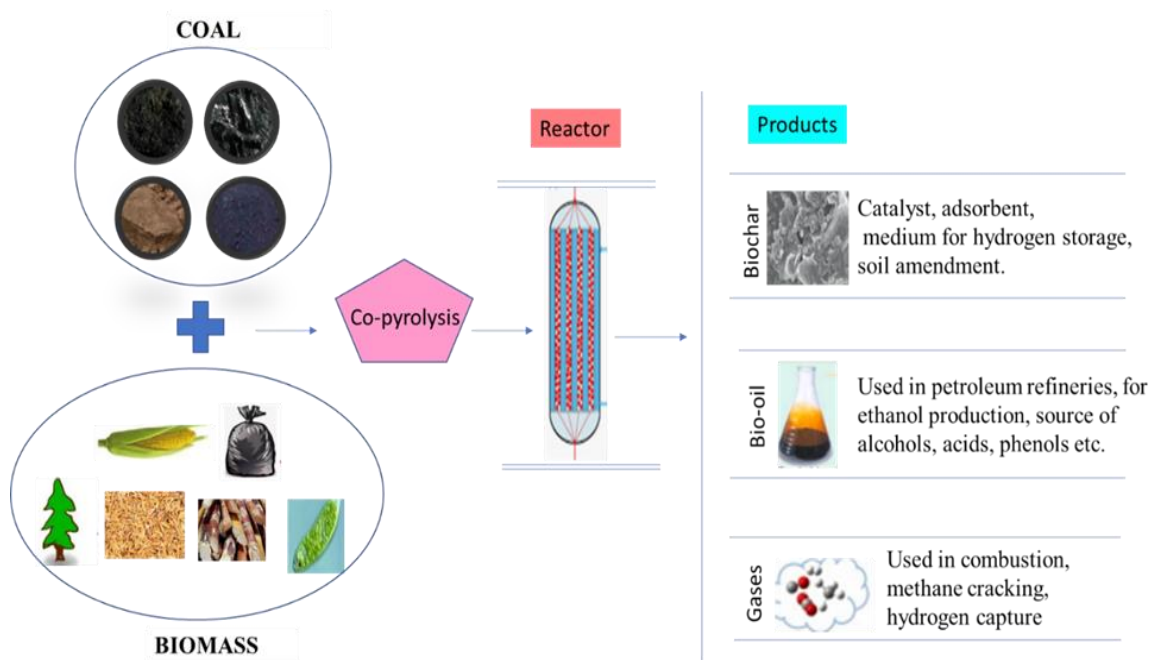 COAL
BIOMASS
Co-pyrolysis
Reactor
Products
Biochar
Catalyst, adsorbent,
medium for hydrogen storage,
soil amendment.
Bio-oil
Used in petroleum refineries, for
ethanol production, source of
alcohols, acids, phenols etc.
Gases
Used in combustion,
methane cracking,
hydrogen capture